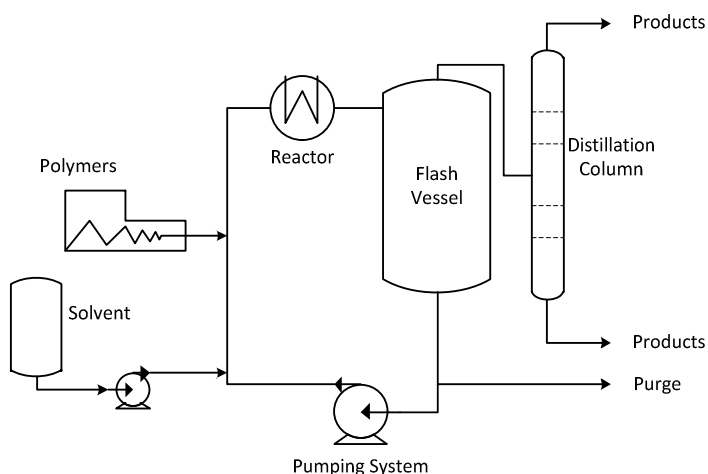 Products
Reactor
Distillation
Column
Polymers
Flash
Vessel
Solvent
Products
Purge
Pumping System